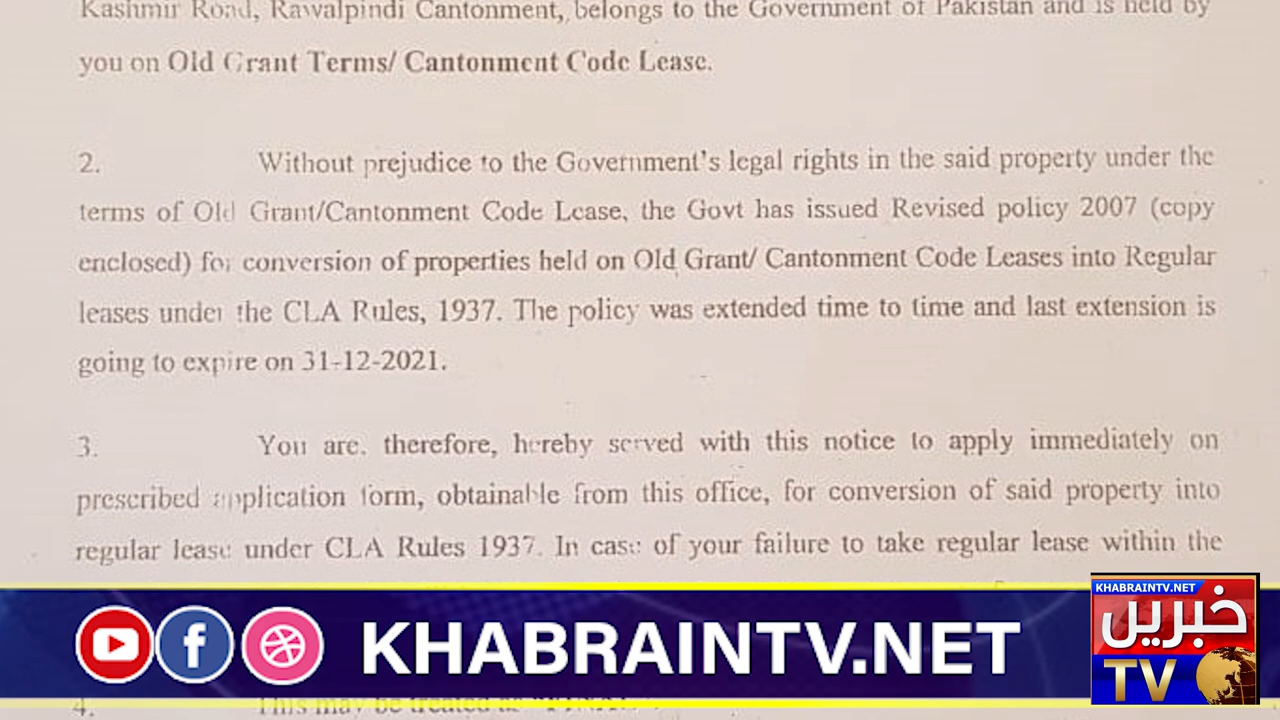 Kashmir Road, Rawalpindi Cantonment, belongs to the Government of Pakistan and is held by
you on Old Grant Terms/ Cantonment Code Lease.
2. Without prejudice to the Government's legal rights in the said property under the
terms of Old Grant/Cantonment Code Lease, the Govt has issued Revised policy 2007 (copy
enclosed) for conversion of properties held on Old Grant/ Cantonment Code Leases into Regular
leases under the CLA Rules, 1937. The policy was extended time to time and last extension is
going to expire on 31-12-2021.
3. You are, therefore, hereby served with this notice to apply immediately on
prescribed application form, obtainable from this office, for conversion of said property into
regular lease under CLA Rules 1937. In case of your failure to take regular lease within the
KHABRAINTV.NET
KHABRAINTV.NET
خبریں
TV
4. This may be treated as